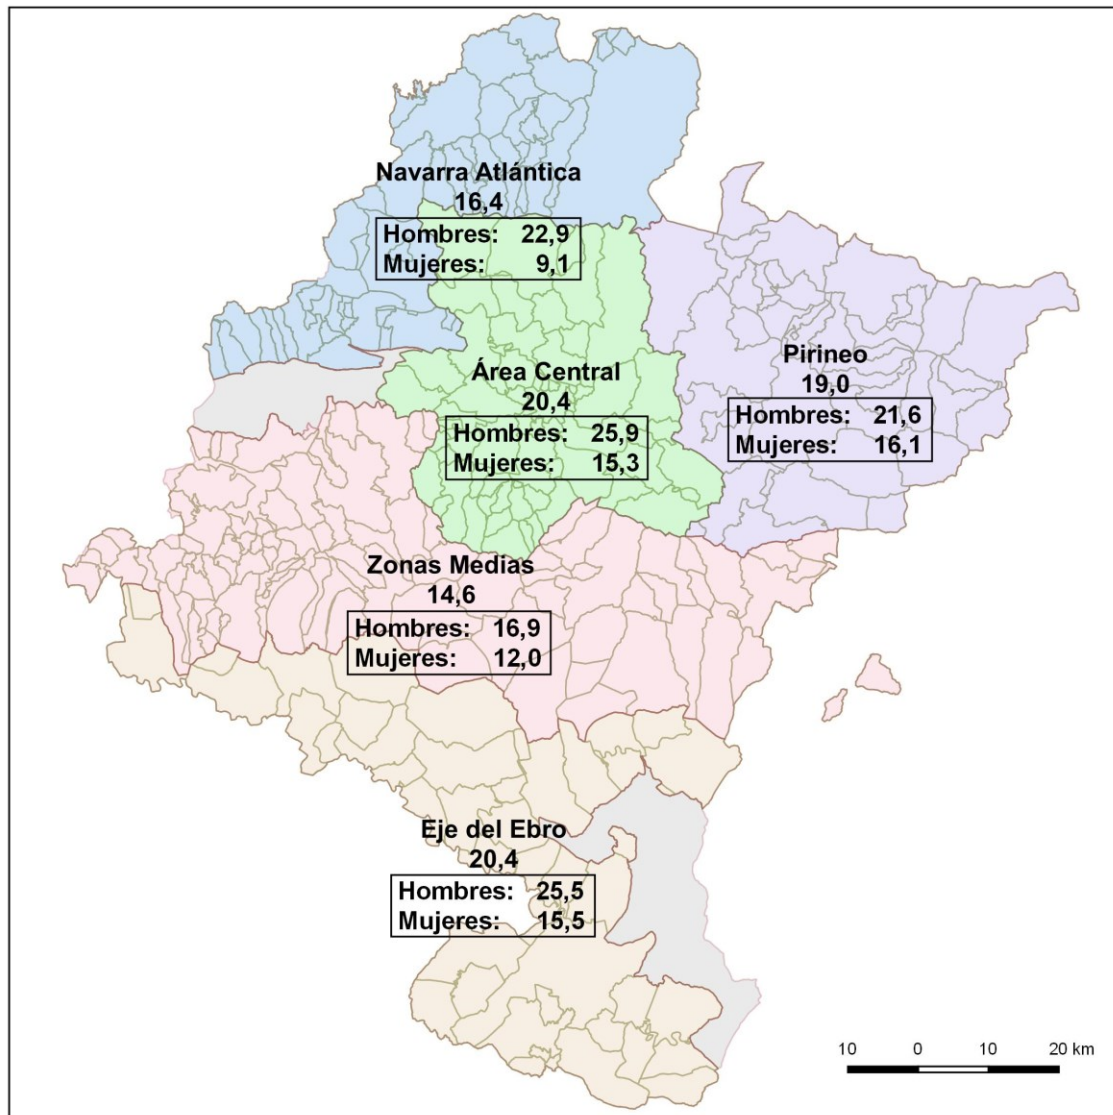 Navarra Atlántica
16,4
Hombres: 22,9
Mujeres: 9,1
Pirineo
19,0
Hombres: 21,6
Mujeres: 16,1
Área Central
20,4
Hombres: 25,9
Mujeres: 15,3
Zonas Medias
14,6
Hombres: 16,9
Mujeres: 12,0
Eje del Ebro
20,4
Hombres: 25,5
Mujeres: 15,5
10 0 10 20 km